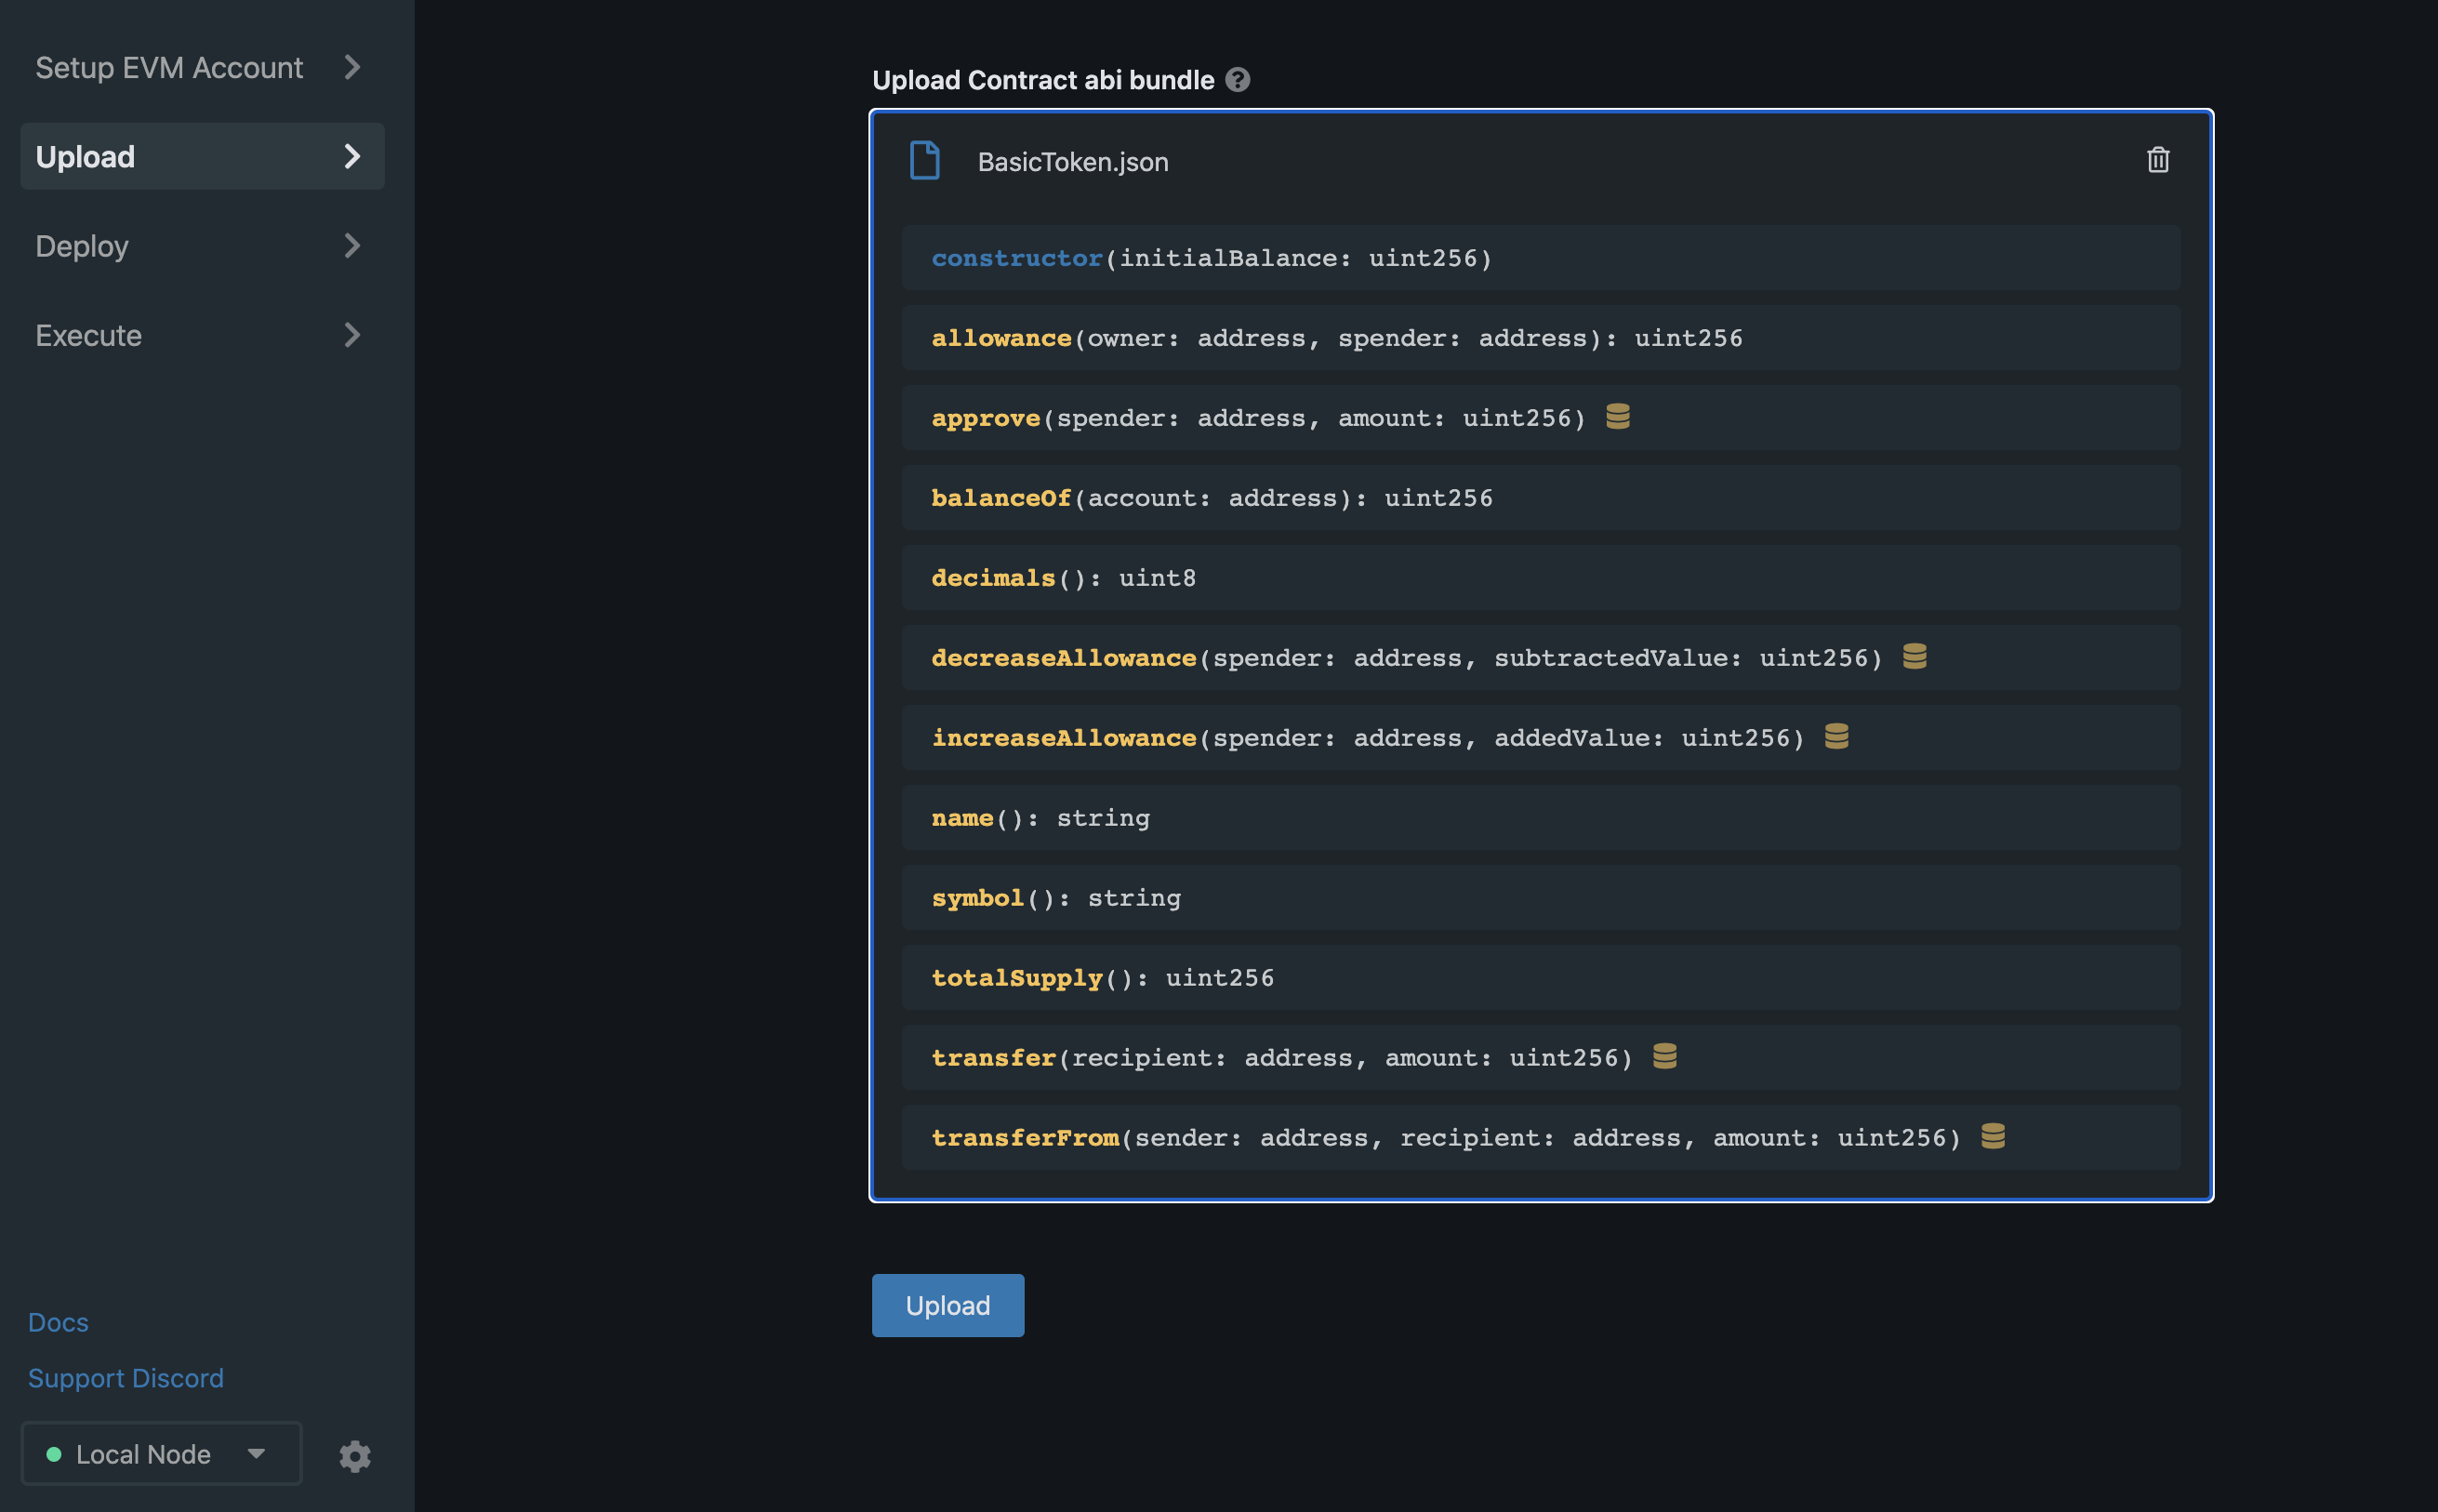 Setup EVM Account
Upload
Deploy
Execute
Docs
Support Discord
Local Node
Upload Contract abi bundle
BasicToken.json
constructor(initialBalance: uint256)
allowance(owner: address, spender: address): uint256
approve(spender: address, amount: uint256)
balanceOf(account: address): uint256
decimals(): uint8
decreaseAllowance(spender: address, subtractedValue: uint256)
increaseAllowance(spender: address, addedValue: uint256)
name(): string
symbol(): string
totalSupply(): uint256
transfer(recipient: address, amount: uint256)
transferFrom(sender: address, recipient: address, amount: uint256)
Upload